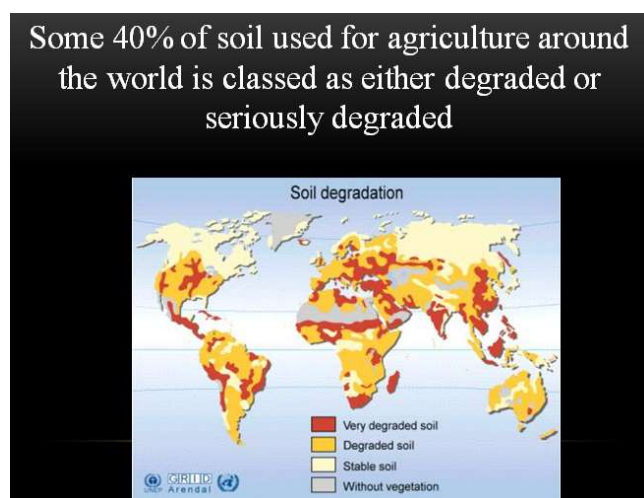 Some 40% of soil used for agriculture around
the world is classed as either degraded or
seriously degraded
Soil degradation
Very degraded soil
Degraded soil
Stable soil
Without vegetation
UNEP
GRID
Arendal